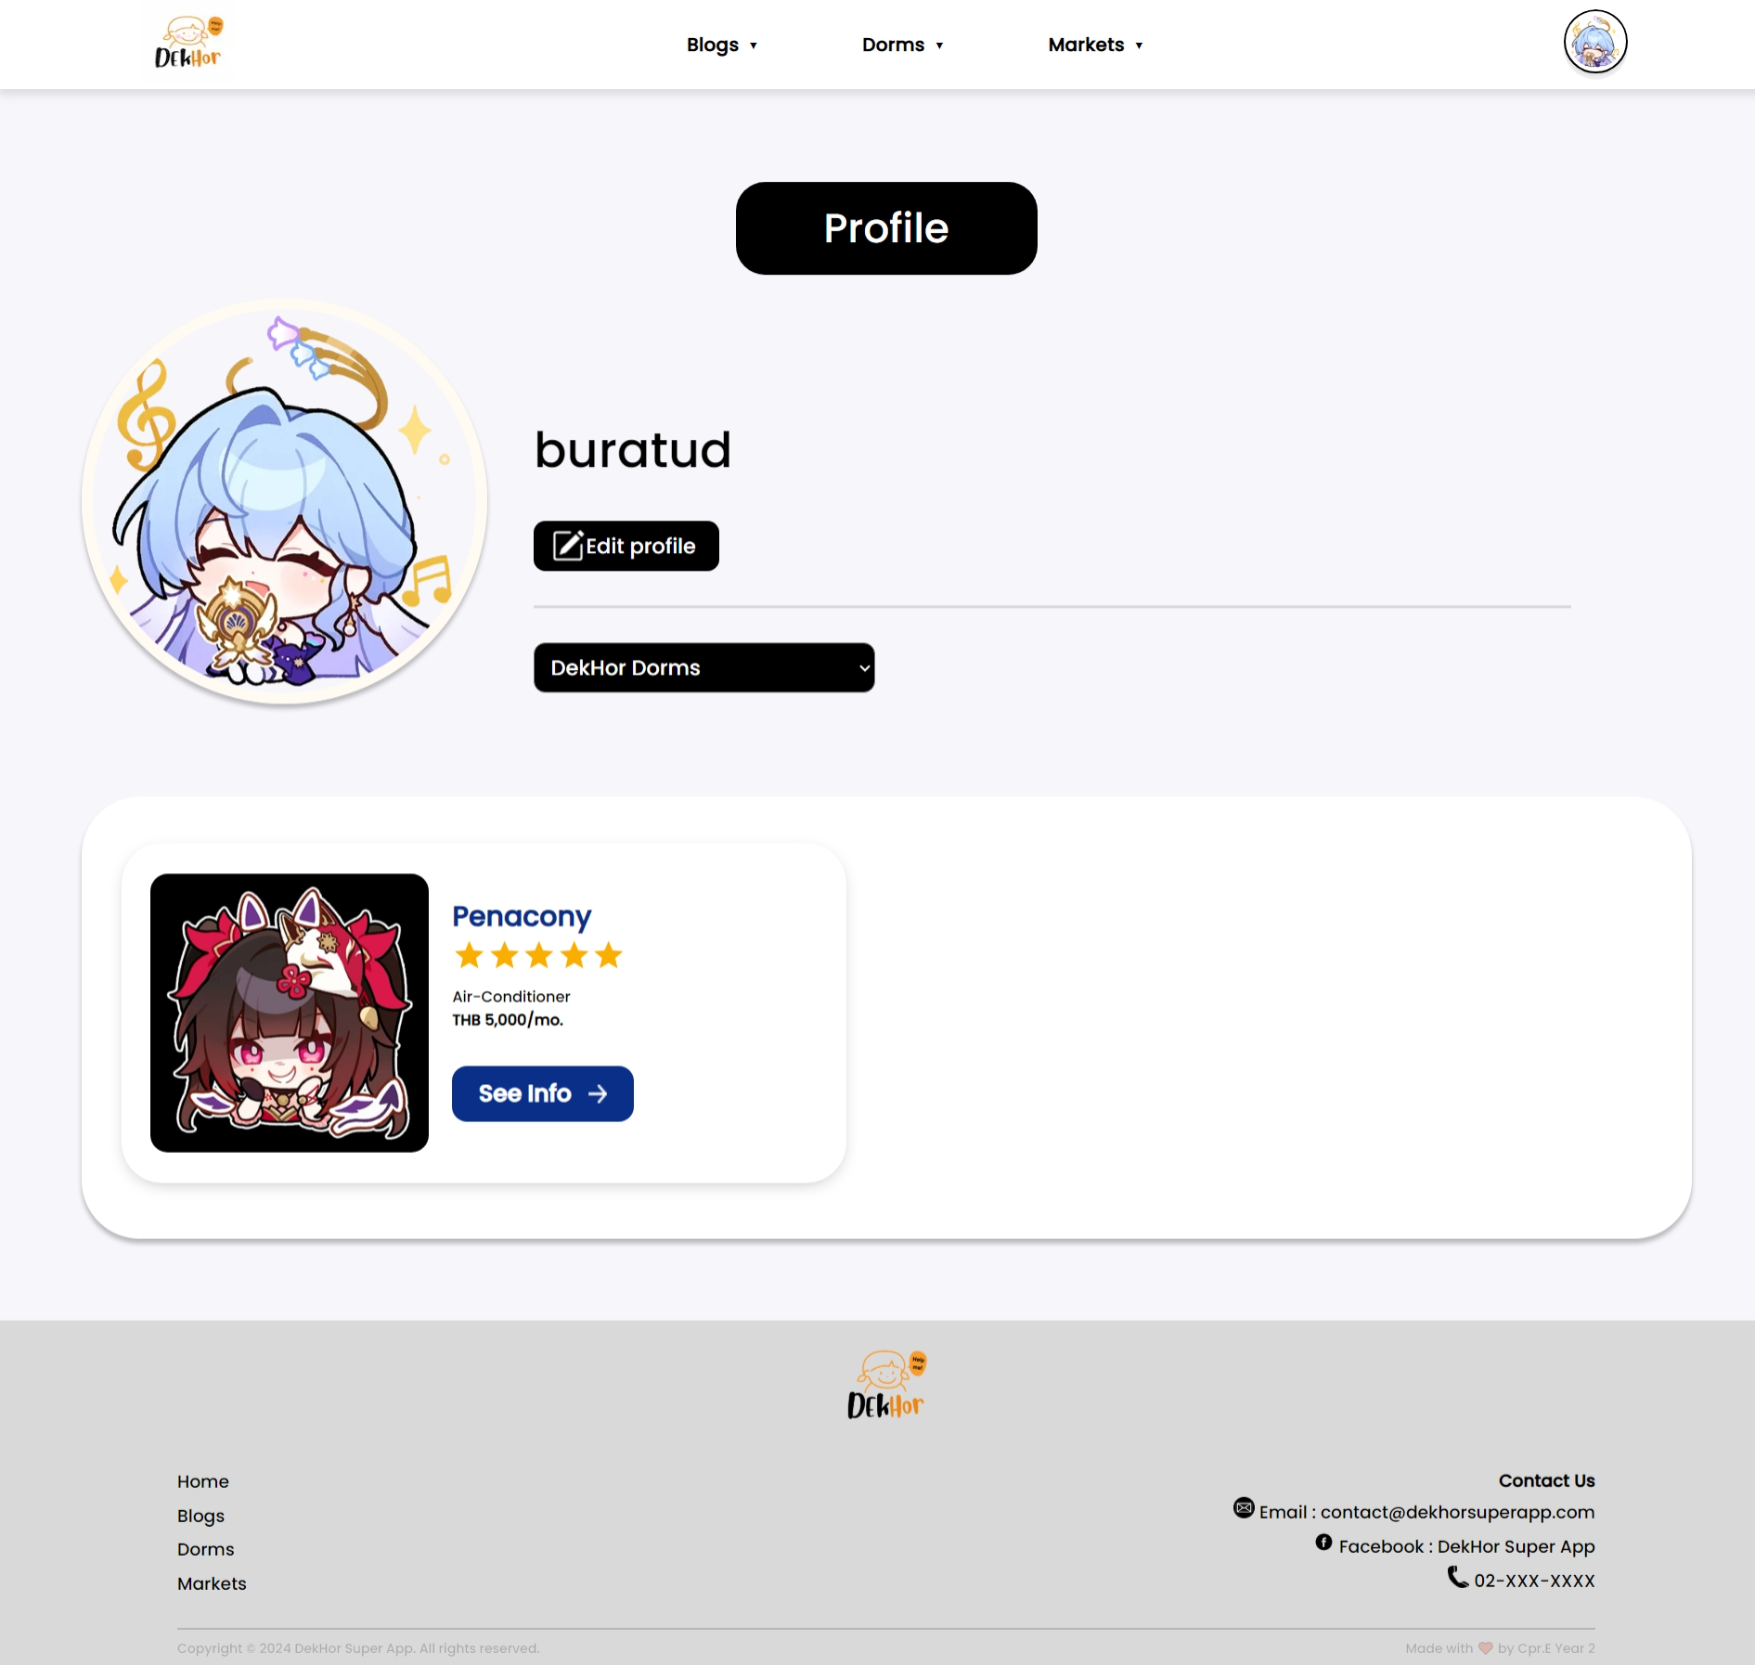 DEkHor
Blogs ▼
Dorms ▼
Markets ▼
Profile
buratud
Edit profile
DekHor Dorms
Penacony
Air-Conditioner
THB 5,000/mo.
See Info →
Help me!
DEkHor
Home
Blogs
Dorms
Markets
Contact Us
Email : contact@dekhorsuperapp.com
Facebook : DekHor Super App
02-XXX-XXXX
Copyright © 2024 DekHor Super App. All rights reserved.
Made with ❤ by Cpr.E Year 2